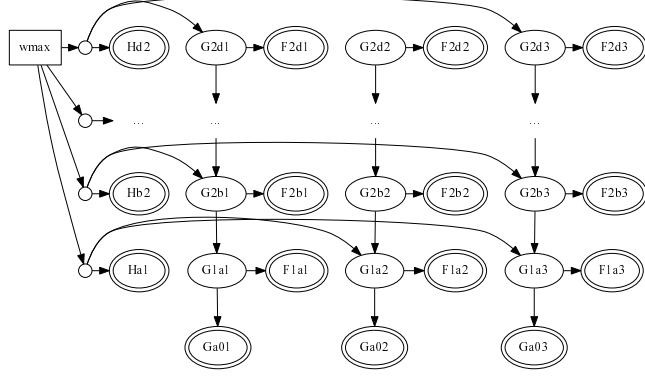 wmax Hd2 G2d1 F2d1 G2d2 F2d2 G2d3 F2d3
... ... ... ...
Hb2 G2b1 F2b1 G2b2 F2b2 G2b3 F2b3
Ha1 G1a1 F1a1 G1a2 F1a2 G1a3 F1a3
Ga01 Ga02 Ga03